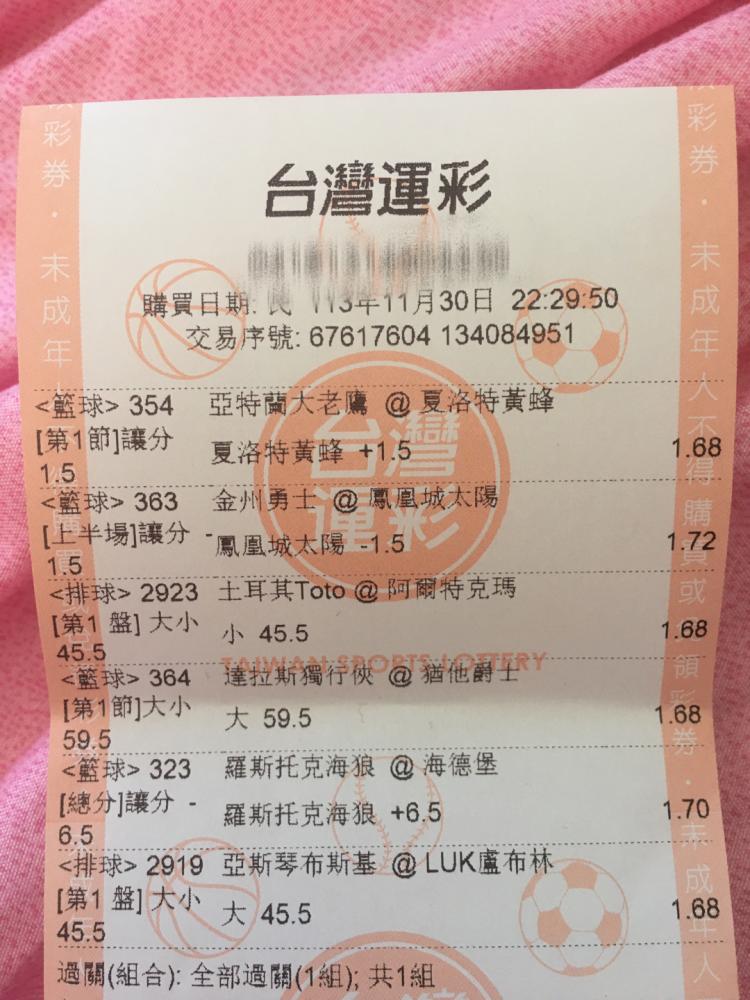 台灣運彩
購買日期: 民 113年11月30日 22:29:50
交易序號: 67617604 134084951
<籃球> 354 亞特蘭大老鷹 @ 夏洛特黃蜂
[第1節]讓分 夏洛特黃蜂 +1.5 1.68
1.5
<籃球> 363 金州勇士 @ 鳳凰城太陽
[上半場]讓分 - 鳳凰城太陽 -1.5 1.72
1.5
<排球> 2923 土耳其Toto @ 阿爾特克瑪
[第1 盤] 大小 小 45.5 1.68
45.5
TAIWAN SPORTS LOTTERY
<籃球> 364 達拉斯獨行俠 @ 猶他爵士
[第1節]大小 大 59.5 1.68
59.5
<籃球> 323 羅斯托克海狼 @ 海德堡
[總分]讓分 - 羅斯托克海狼 +6.5 1.70
6.5
<排球> 2919 亞斯琴布斯基 @ LUK盧布林
[第1 盤] 大小 大 45.5 1.68
45.5
過關(組合): 全部過關(1組); 共1組
台灣運彩
彩券．未成年人
彩券．未成年人不得購買或領彩券．未成年人